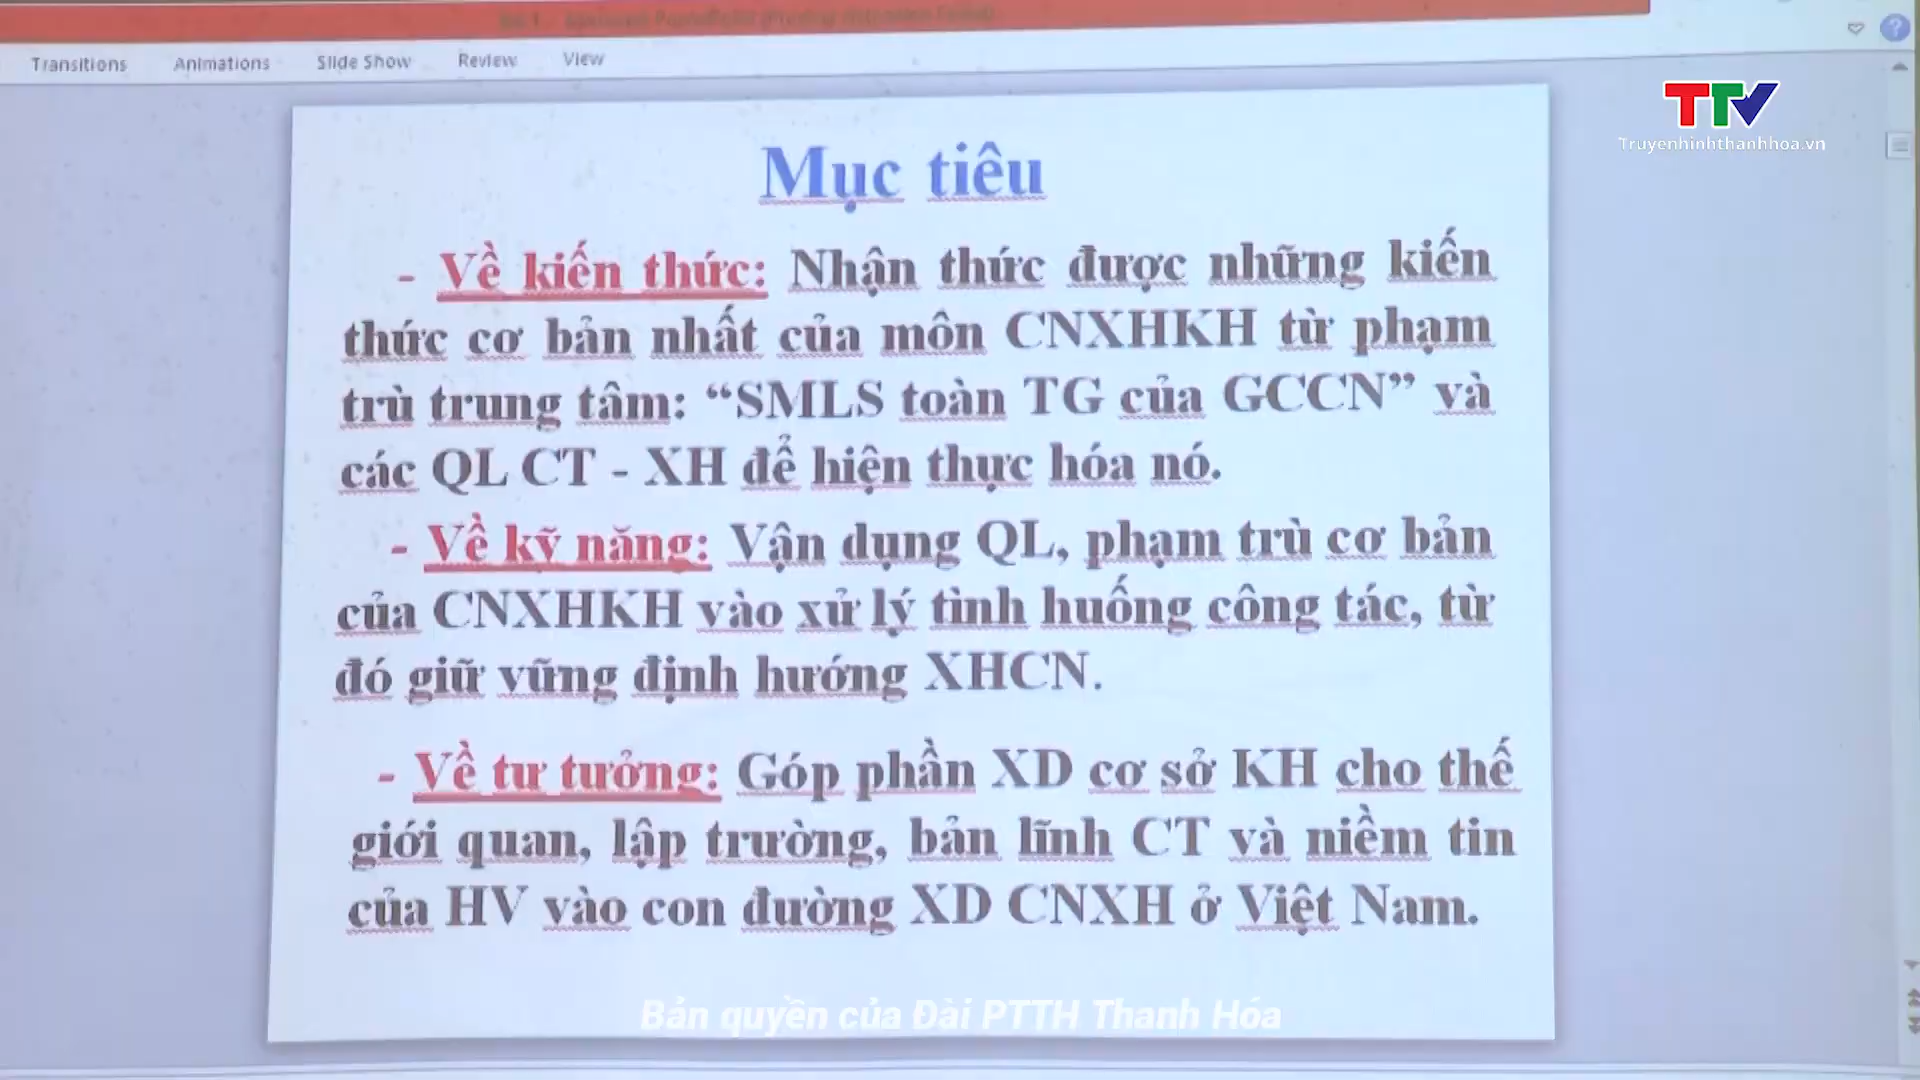 Transitions Animations Slide Show Review View
TTV
Truyenhinhthanhhoa.vn
Mục tiêu
- Về kiến thức: Nhận thức được những kiến
thức cơ bản nhất của môn CNXHKH từ phạm
trù trung tâm: “SMLS toàn TG của GCCN” và
các QL CT - XH để hiện thực hóa nó.
- Về kỹ năng: Vận dụng QL, phạm trù cơ bản
của CNXHKH vào xử lý tình huống công tác, từ
đó giữ vững định hướng XHCN.
- Về tư tưởng: Góp phần XD cơ sở KH cho thế
giới quan, lập trường, bản lĩnh CT và niềm tin
của HV vào con đường XD CNXH ở Việt Nam.
Bản quyền của Đài PTTH Thanh Hóa